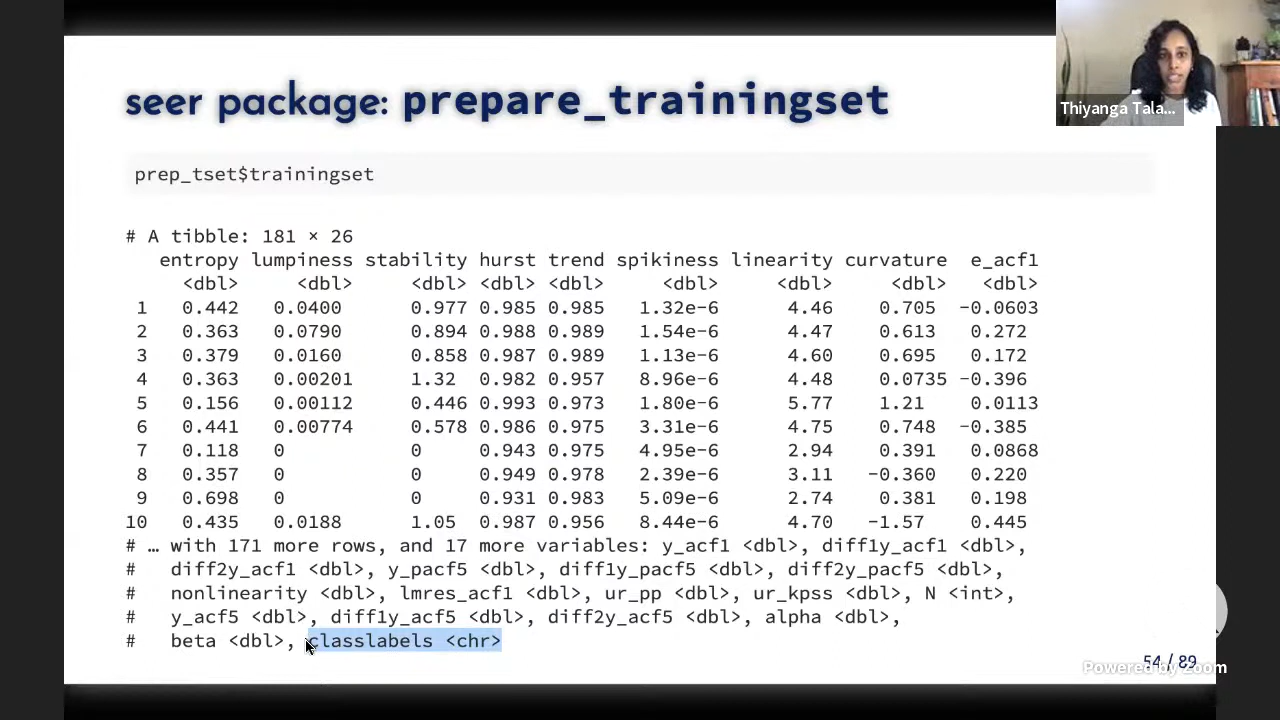 seer package: prepare_trainingset
Thiyanga Tala...
prep_tset$trainingset
# A tibble: 181 × 26
entropy lumpiness stability hurst trend spikiness linearity curvature e_acf1
<dbl> <dbl> <dbl> <dbl> <dbl> <dbl> <dbl> <dbl> <dbl>
1 0.442 0.0400 0.977 0.985 0.985 1.32e-6 4.46 0.705 -0.0603
2 0.363 0.0790 0.894 0.988 0.989 1.54e-6 4.47 0.613 0.272
3 0.379 0.0160 0.858 0.987 0.989 1.13e-6 4.60 0.695 0.172
4 0.363 0.00201 1.32 0.982 0.957 8.96e-6 4.48 0.0735 -0.396
5 0.156 0.00112 0.446 0.993 0.973 1.80e-6 5.77 1.21 0.0113
6 0.441 0.00774 0.578 0.986 0.975 3.31e-6 4.75 0.748 -0.385
7 0.118 0 0 0.943 0.975 4.95e-6 2.94 0.391 0.0868
8 0.357 0 0 0.949 0.978 2.39e-6 3.11 -0.360 0.220
9 0.698 0 0 0.931 0.983 5.09e-6 2.74 0.381 0.198
10 0.435 0.0188 1.05 0.987 0.956 8.44e-6 4.70 -1.57 0.445
# … with 171 more rows, and 17 more variables: y_acf1 <dbl>, diff1y_acf1 <dbl>,
# diff2y_acf1 <dbl>, y_pacf5 <dbl>, diff1y_pacf5 <dbl>, diff2y_pacf5 <dbl>,
# nonlinearity <dbl>, lmres_acf1 <dbl>, ur_pp <dbl>, ur_kpss <dbl>, N <int>,
# y_acf5 <dbl>, diff1y_acf5 <dbl>, diff2y_acf5 <dbl>, alpha <dbl>,
# beta <dbl>, classlabels <chr>
54 / 89
Powered by Zoom